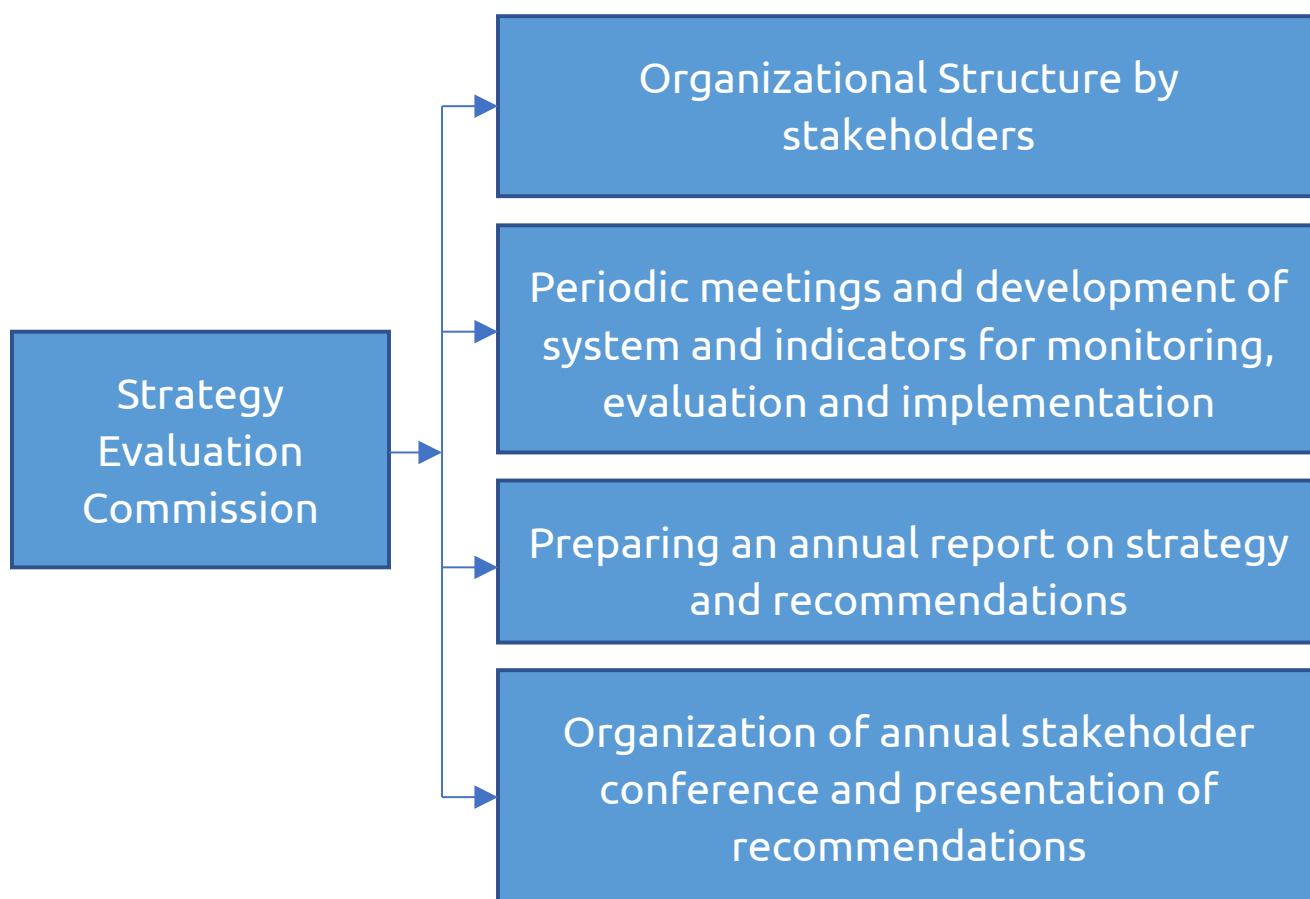 Strategy
Evaluation
Commission
Organizational Structure by
stakeholders
Periodic meetings and development of
system and indicators for monitoring,
evaluation and implementation
Preparing an annual report on strategy
and recommendations
Organization of annual stakeholder
conference and presentation of
recommendations